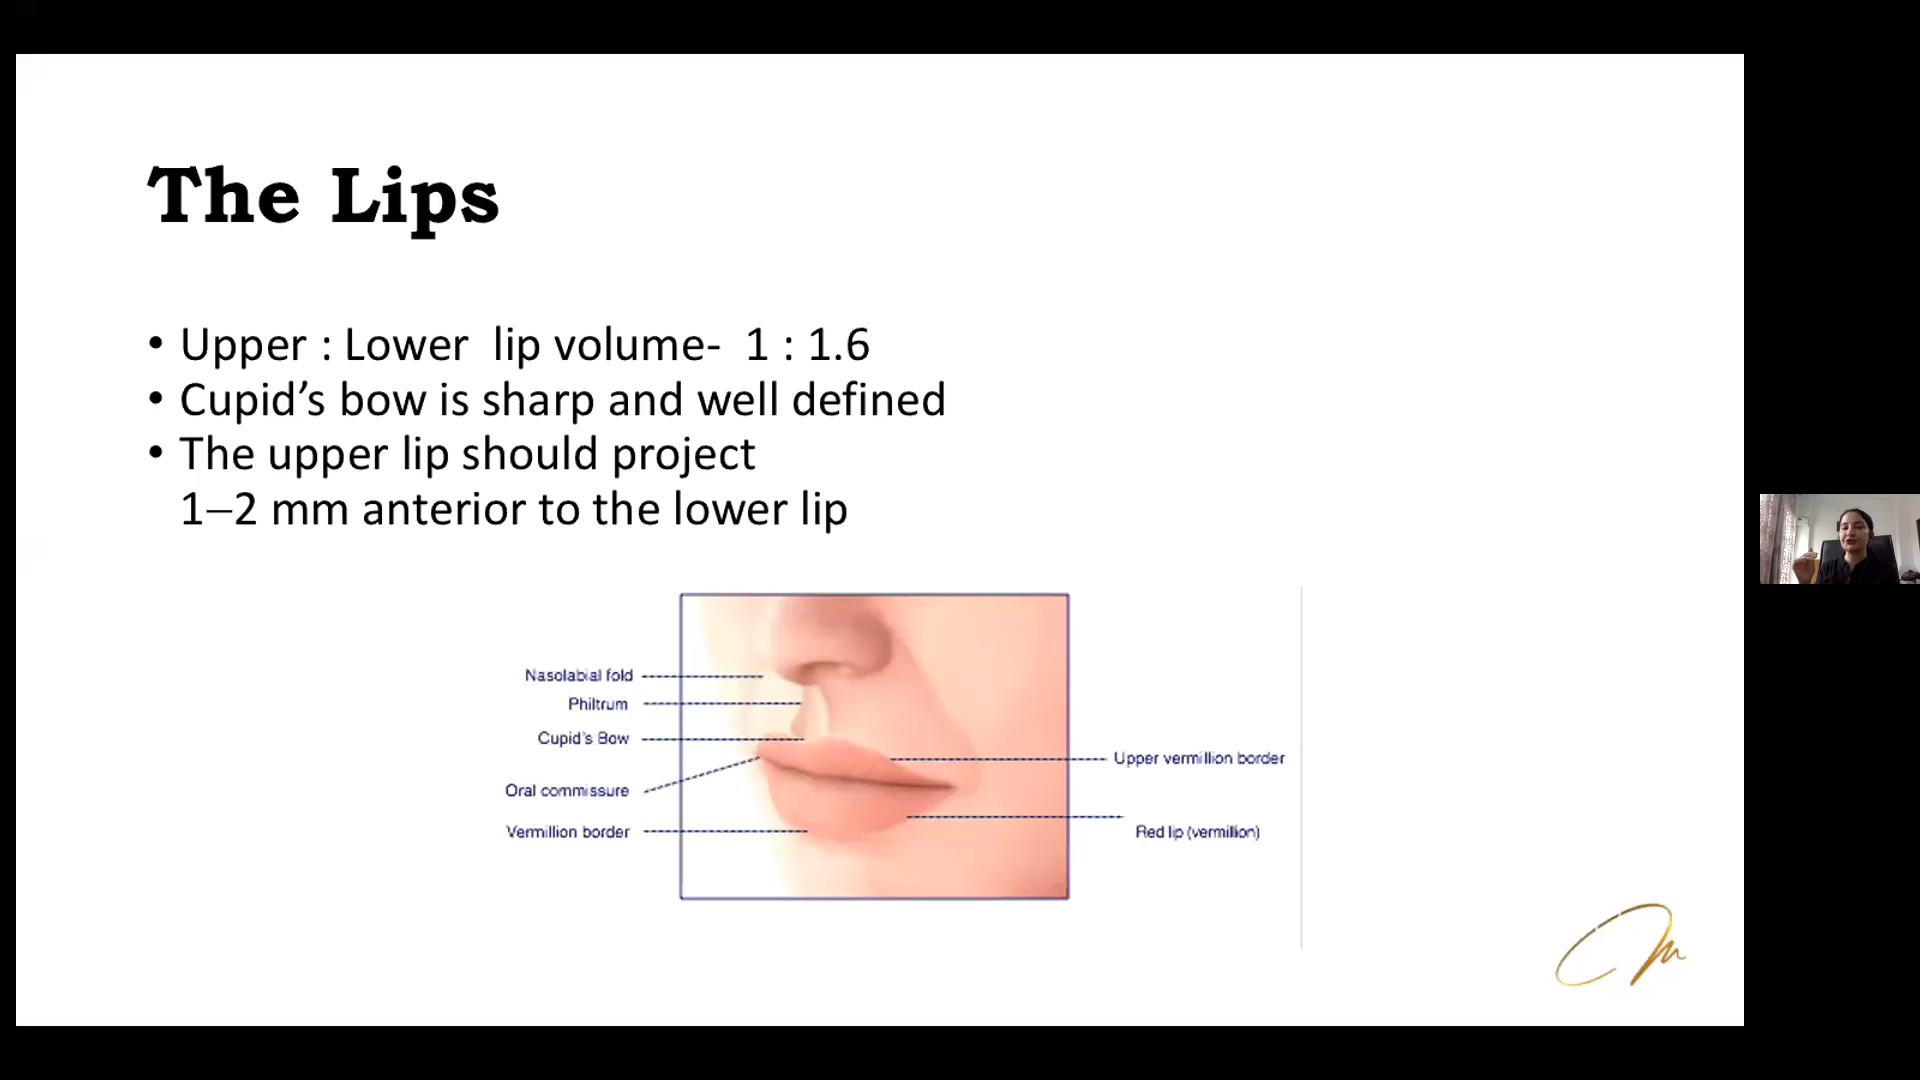 The Lips
• Upper : Lower lip volume- 1 : 1.6
• Cupid’s bow is sharp and well defined
• The upper lip should project
1–2 mm anterior to the lower lip
Nasolabial fold
Philtrum
Cupid's Bow
Upper vermillion border
Oral commissure
Vermillion border
Red lip (vermillion)